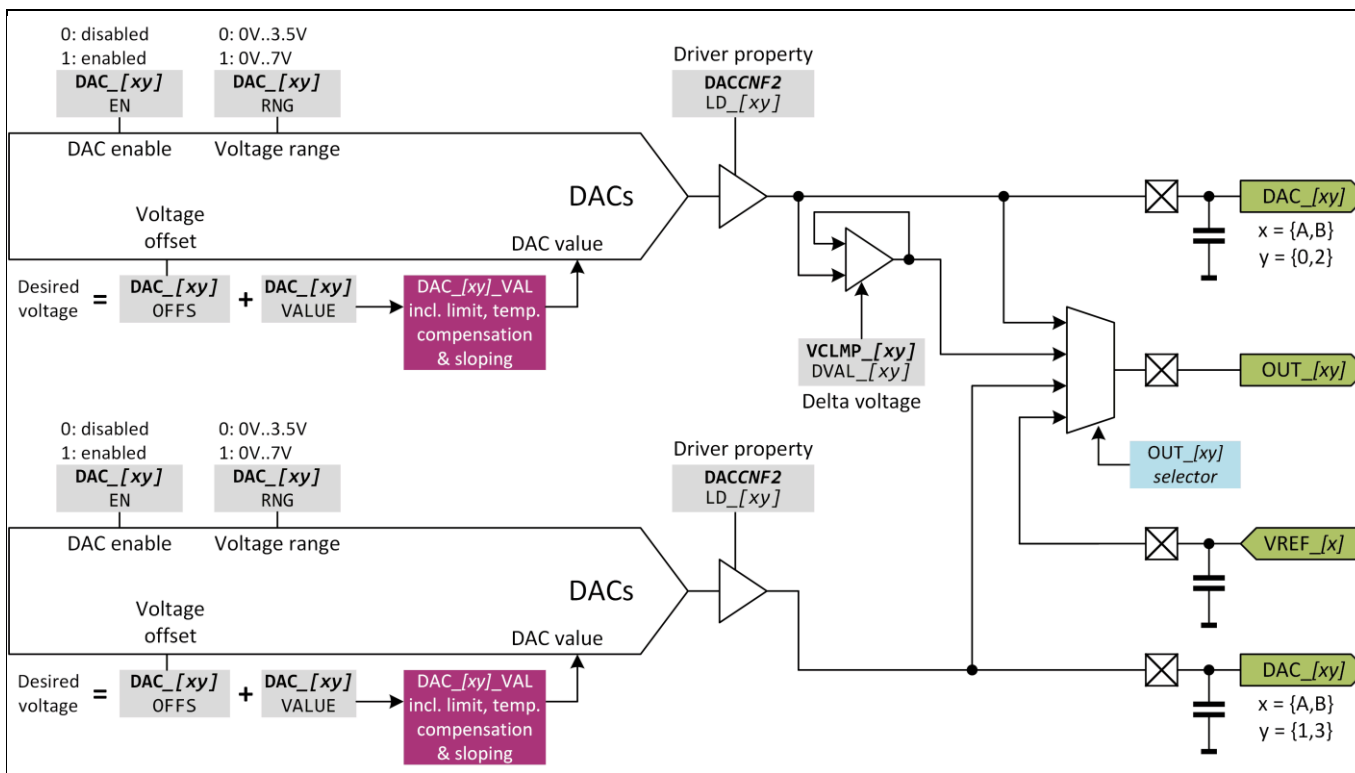 0: disabled
1: enabled
DAC_[xy]
EN
DAC enable
0: 0V..3.5V
1: 0V..7V
DAC_[xy]
RNG
Voltage range
Driver property
DACCNF2
LD_[xy]
DACs
Voltage
offset
DAC value
Desired
voltage
=
DAC_[xy]
OFFS
+
DAC_[xy]
VALUE
DAC_[xy]_VAL
incl. limit, temp.
compensation
& sloping
VCLMP_[xy]
DVAL_[xy]
Delta voltage
DAC_[xy]
x = {A,B}
y = {0,2}
OUT_[xy]
OUT_[xy]
selector
0: disabled
1: enabled
DAC_[xy]
EN
DAC enable
0: 0V..3.5V
1: 0V..7V
DAC_[xy]
RNG
Voltage range
Driver property
DACCNF2
LD_[xy]
VREF_[x]
DACs
Voltage
offset
DAC value
Desired
voltage
=
DAC_[xy]
OFFS
+
DAC_[xy]
VALUE
DAC_[xy]_VAL
incl. limit, temp.
compensation
& sloping
DAC_[xy]
x = {A,B}
y = {1,3}